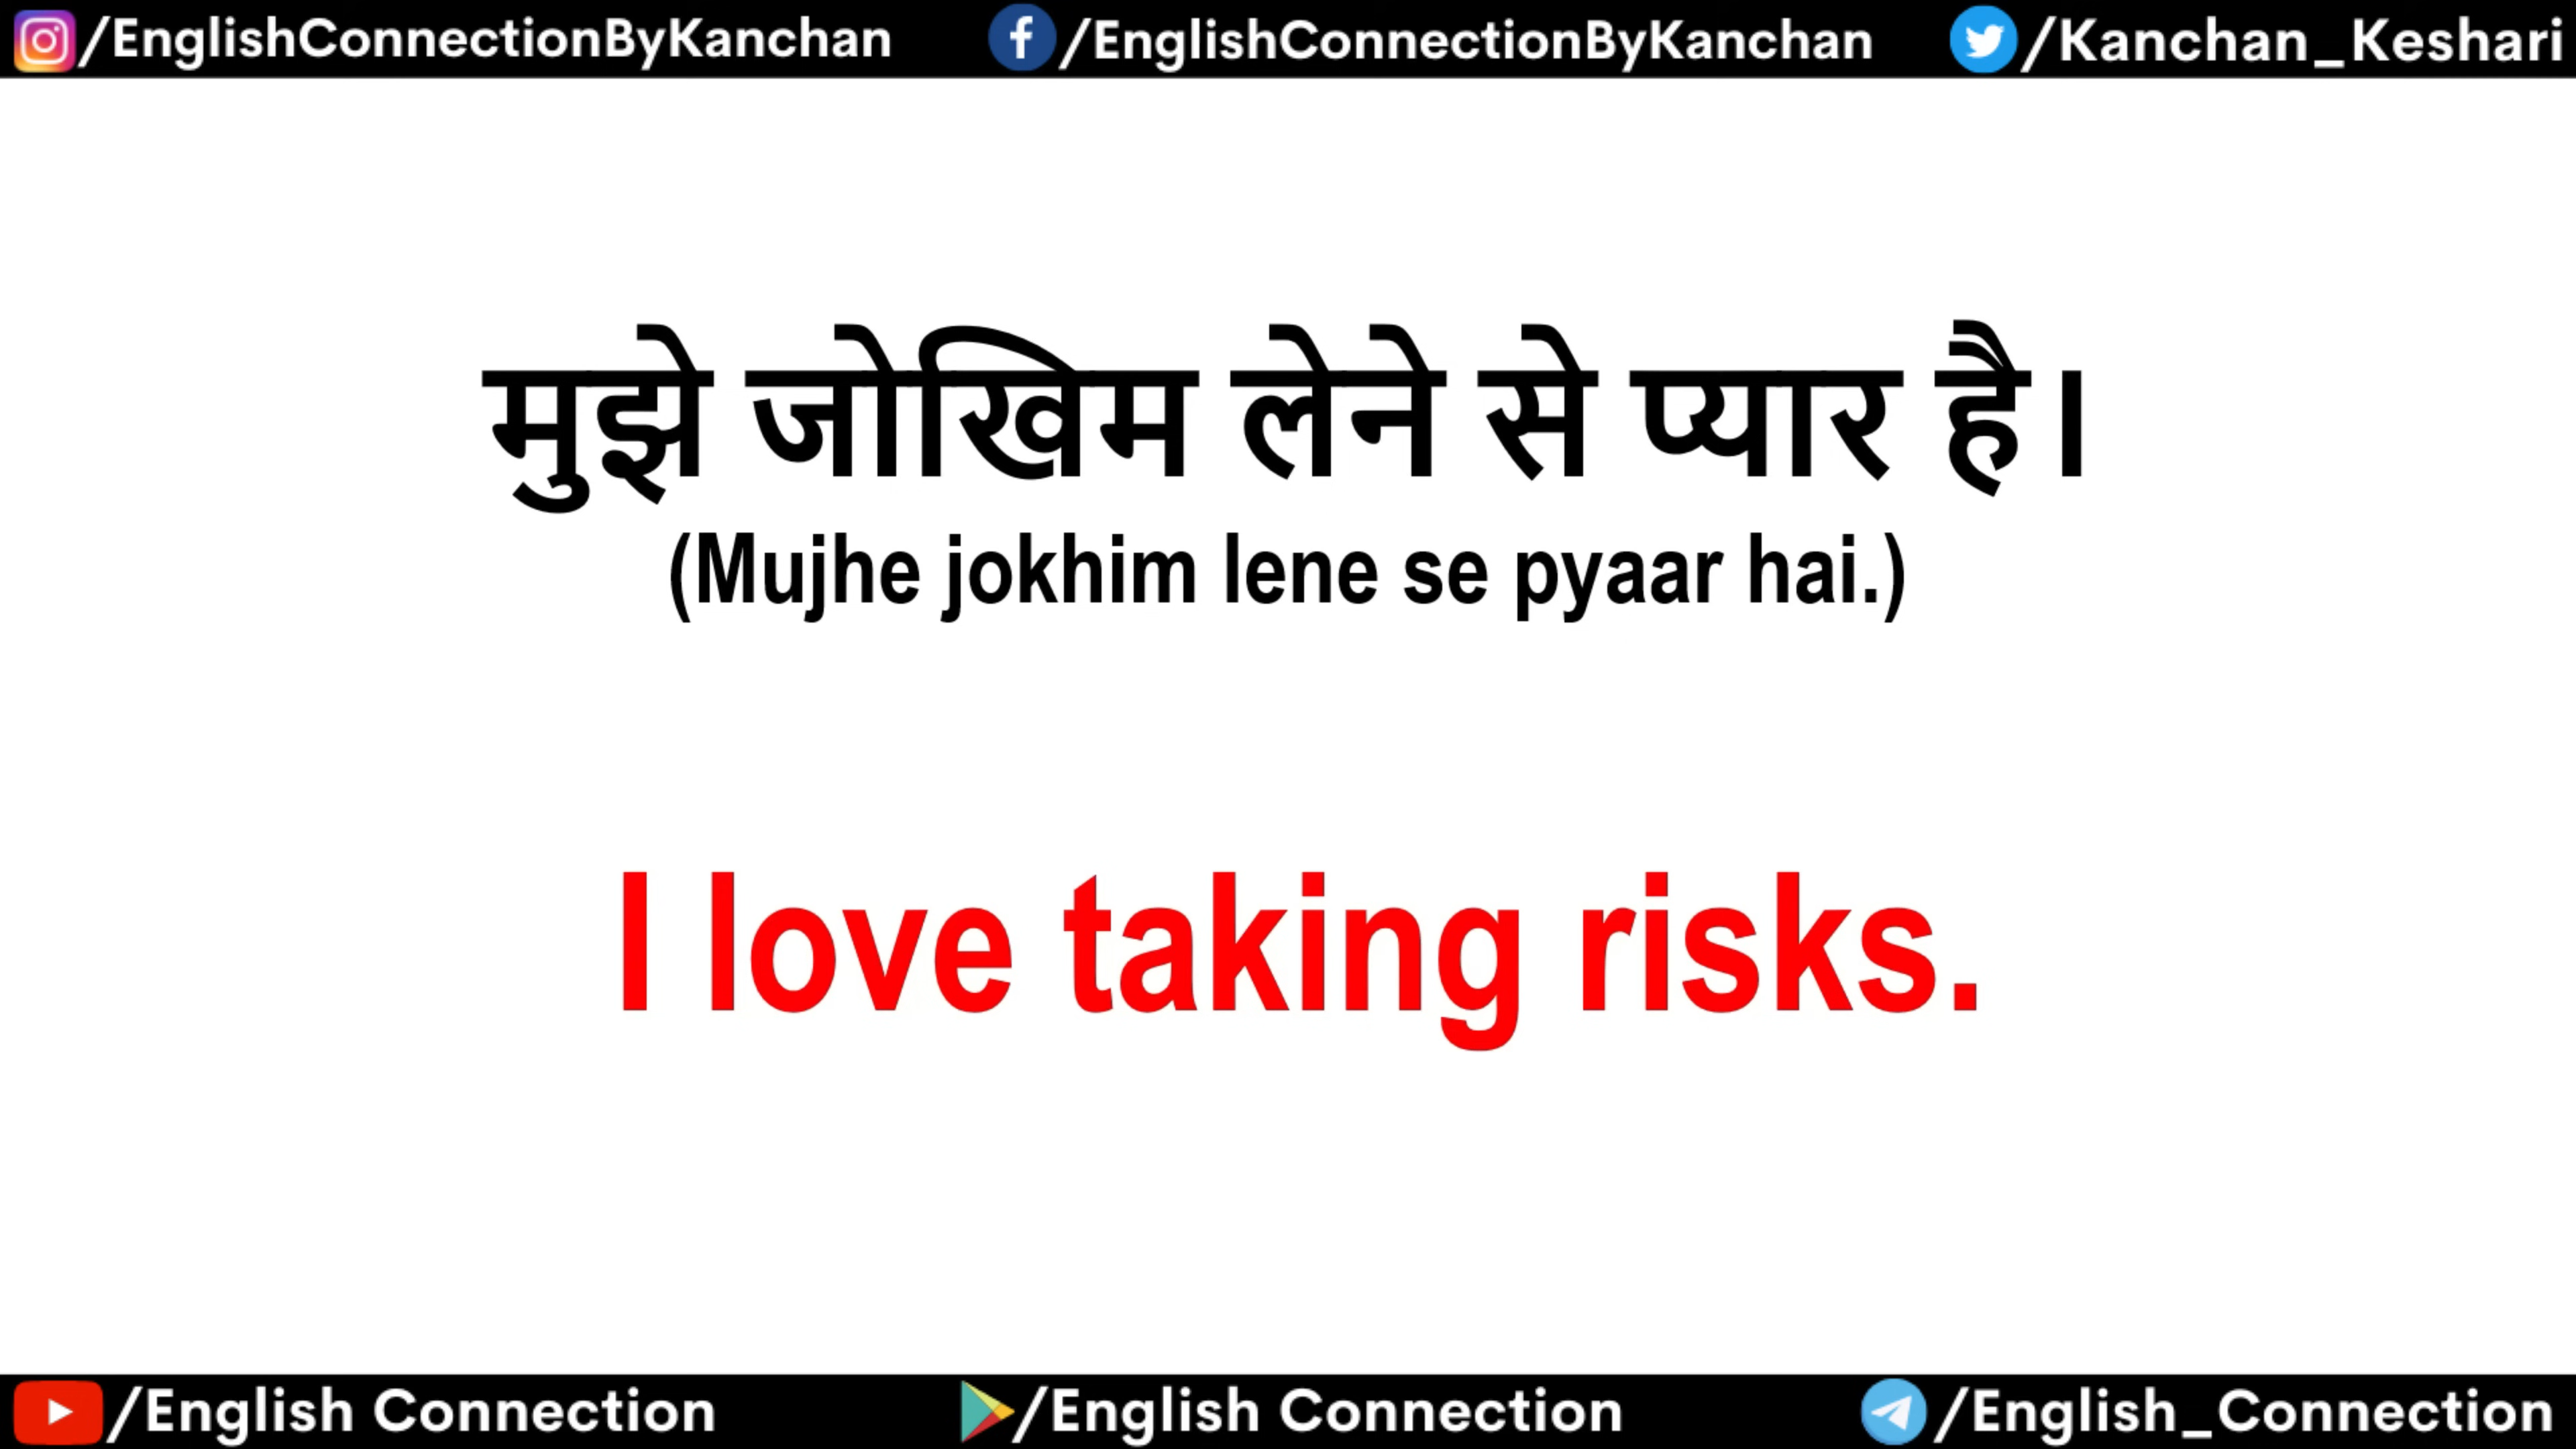 /EnglishConnectionByKanchan /EnglishConnectionByKanchan /Kanchan_Keshari
मुझे जोखिम लेने से प्यार है।
(Mujhe jokhim lene se pyaar hai.)
I love taking risks.
/English Connection /English Connection /English_Connection